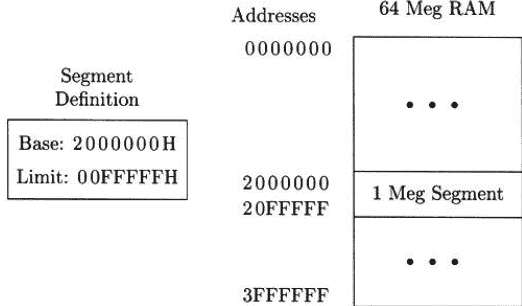 Addresses
64 Meg RAM
0000000
Segment
Definition
Base: 2000000H
Limit: 00FFFFFH
2000000
1 Meg Segment
20FFFFF
3FFFFFF